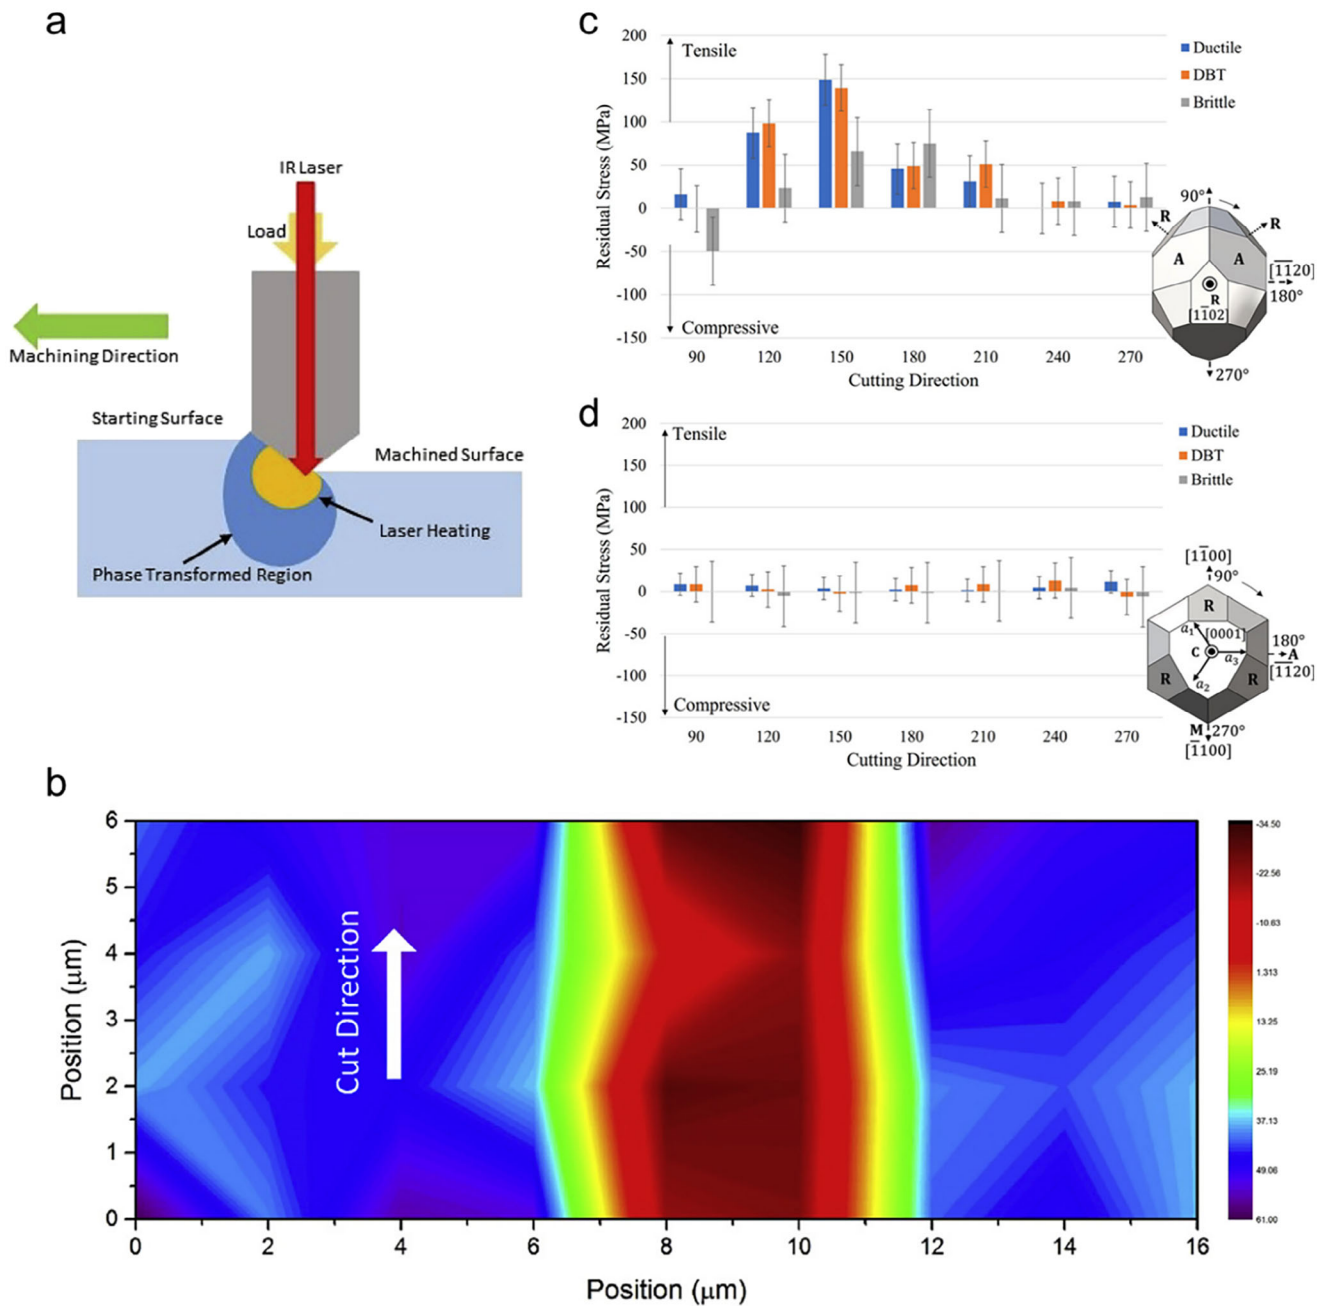 a
IR Laser
Load
Machining Direction
Starting Surface
Machined Surface
Laser Heating
Phase Transformed Region
c
200
150
100
50
0
-50
-100
-150
Residual Stress (MPa)
Tensile
Compressive
Ductile
DBT
Brittle
90 120 150 180 210 240 270
Cutting Direction
90°
R R
A A
[1̅1̅20]
180°
R
[11̅02]
270°
d
200
150
100
50
0
-50
-100
-150
Residual Stress (MPa)
Tensile
Compressive
Ductile
DBT
Brittle
90 120 150 180 210 240 270
Cutting Direction
[11̅00]
90°
R
a₁ [0001]
180°
C a₃ A
[1̅1̅20]
R a₂ R
M 270°
[1̅100]
b
6
5
4
3
2
1
0
Position (μm)
Cut Direction
0 2 4 6 8 10 12 14 16
Position (μm)
-34.50
-22.56
-10.63
1.313
13.25
25.19
37.13
49.06
61.00